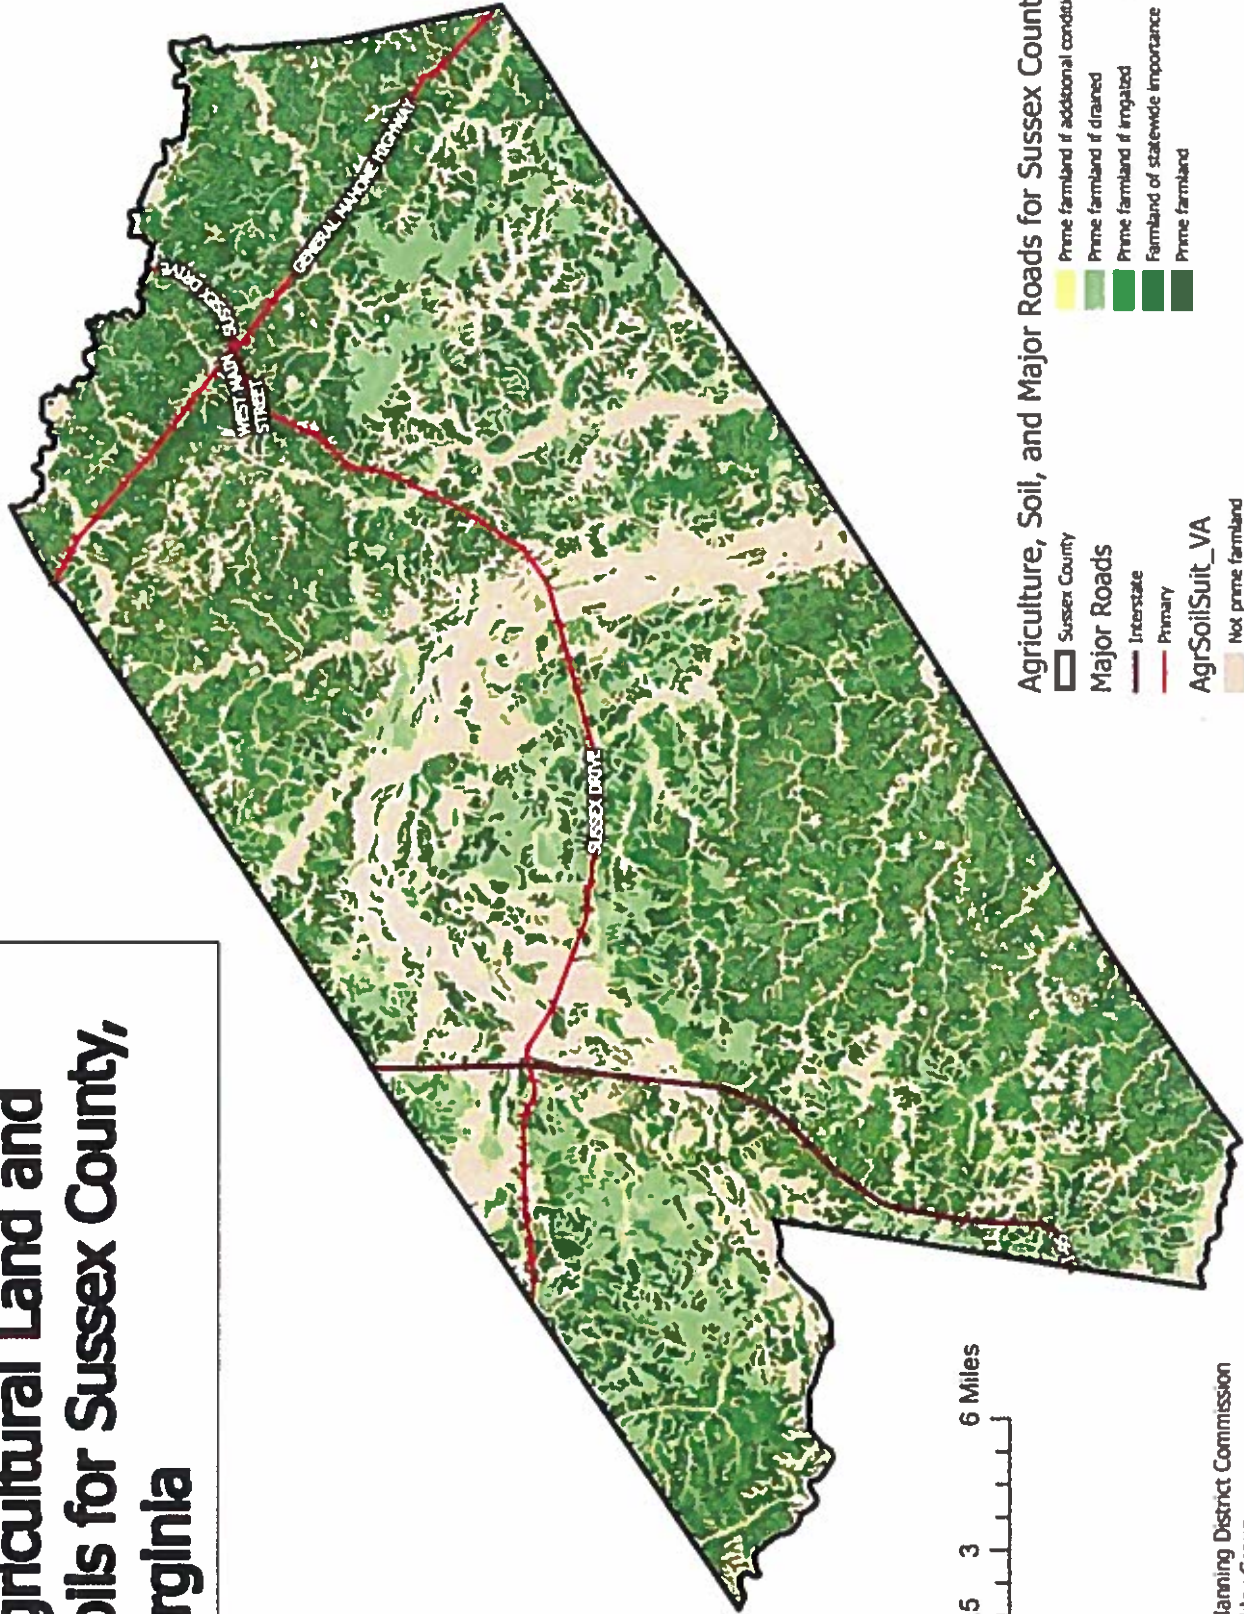 gricultural Land and
oils for Sussex County,
rginia
SUSSEX DRIVE
WEST MAIN
STREET
GENERAL MAHONE HIGHWAY
SUSSEX DRIVE
I-95
6 Miles
3
5
Agriculture, Soil, and Major Roads for Sussex Count
Sussex County
Major Roads
Interstate
Primary
AgrSoilSuit_VA
Not prime farmland
Prime farmland if additional conditi
Prime farmland if drained
Prime farmland if irrigated
Farmland of statewide importance
Prime farmland
lanning District Commission